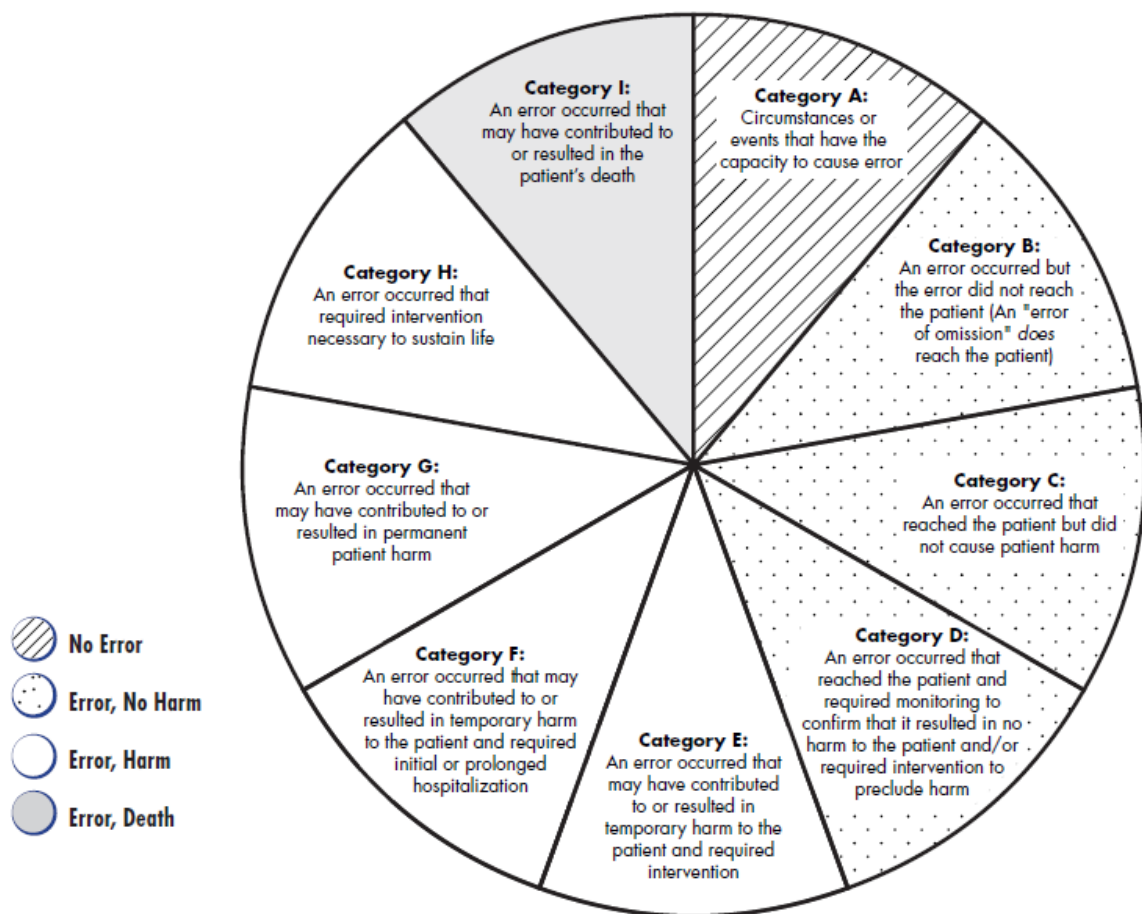 Category I:
An error occurred that
may have contributed to
or resulted in the
patient's death
Category A:
Circumstances or
events that have the
capacity to cause error
Category B:
An error occurred but
the error did not reach
the patient (An "error
of omission" does
reach the patient)
Category C:
An error occurred that
reached the patient but did
not cause patient harm
Category D:
An error occurred that
reached the patient and
required monitoring to
confirm that it resulted in no
harm to the patient and/or
required intervention to
preclude harm
Category E:
An error occurred that
may have contributed
to or resulted in
temporary harm to the
patient and required
intervention
Category F:
An error occurred that may
have contributed to or
resulted in temporary harm
to the patient and required
initial or prolonged
hospitalization
Category G:
An error occurred that
may have contributed to or
resulted in permanent
patient harm
Category H:
An error occurred that
required intervention
necessary to sustain life
No Error
Error, No Harm
Error, Harm
Error, Death